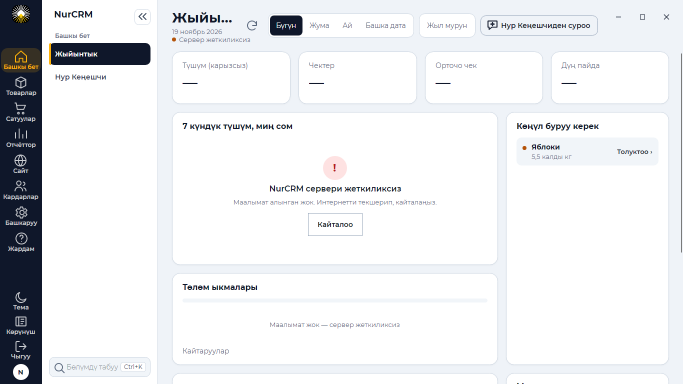 Башкы бет
Товарлар
Сатуулар
Отчёттор
Сайт
Кардарлар
Башкаруу
Жардам
Тема
Көрүнүш
Чыгуу
N
NurCRM
Башкы бет
Жыйынтык
Нур Кеңешчи
Бөлүмдү табуу Ctrl+K
Жыйы...
19 ноябрь 2026
Сервер жеткиликсиз
Бүгүн Жума Ай Башка дата Жыл мурун Нур Кеңешчиден суроо
Түшүм (карызсыз)
—
Чектер
—
Орточо чек
—
Дүң пайда
—
7 күндүк түшүм, миң сом
!
NurCRM сервери жеткиликсиз
Маалымат алынган жок. Интернетти текшерип, кайталаңыз.
Кайталоо
Көңүл буруу керек
Яблоки
5,5 калды кг
Толуктоо ›
Төлөм ыкмалары
Маалымат жок — сервер жеткиликсиз
Кайтаруулар